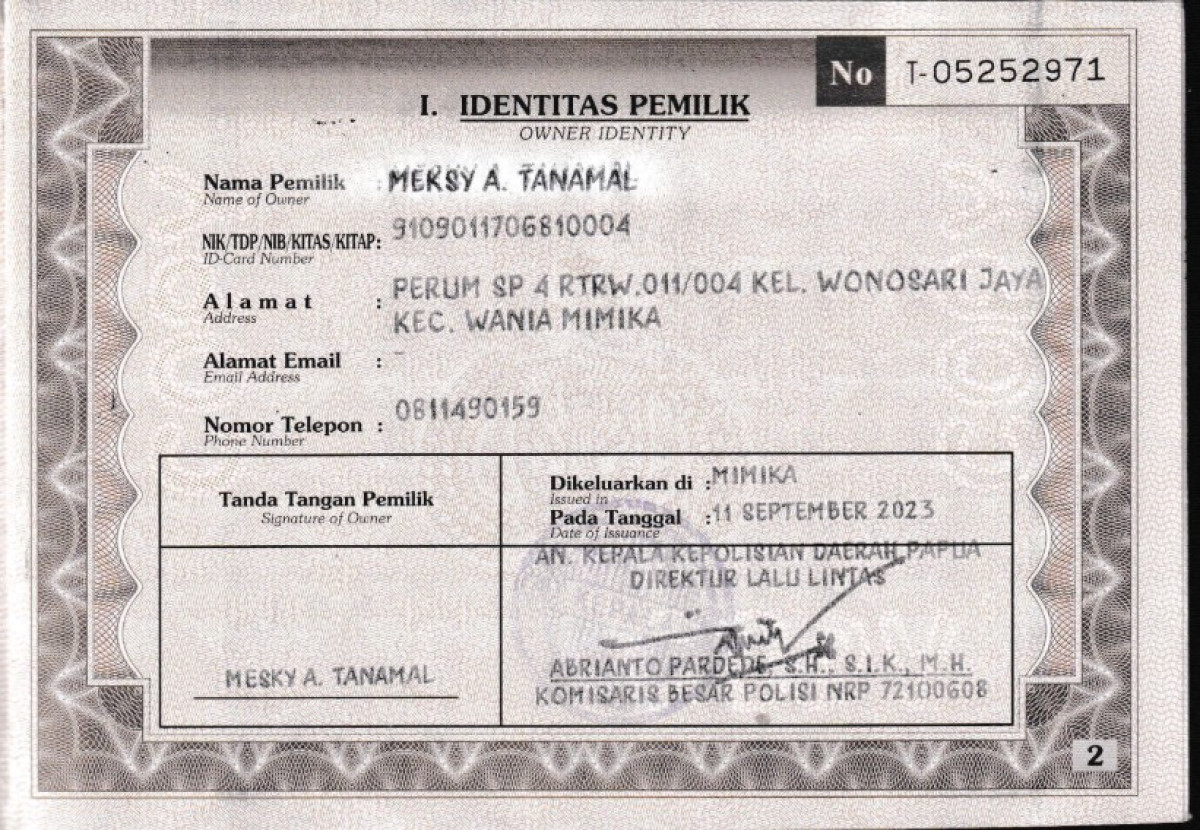 No T-05252971
I. IDENTITAS PEMILIK
OWNER IDENTITY
Nama Pemilik : MEKSY A. TANAMAL
Name of Owner
NIK/TDP/NIB/KITAS/KITAP: 9109011706810004
ID-Card Number
Alamat : PERUM SP 4 RTRW.011/004 KEL. WONOSARI JAYA
Address
KEC. WANIA MIMIKA
Alamat Email : -
Email Address
Nomor Telepon : 0811490159
Phone Number
Tanda Tangan Pemilik
Signature of Owner
MESKY A. TANAMAL
Dikeluarkan di : MIMIKA
Issued in
Pada Tanggal : 11 SEPTEMBER 2023
Date of Issuance
AN. KEPALA KEPOLISIAN DAERAH PAPUA
DIREKTUR LALU LINTAS
ABRIANTO PARDEDE, S.H., S.I.K., M.H.
KOMISARIS BESAR POLISI NRP 72100608
2